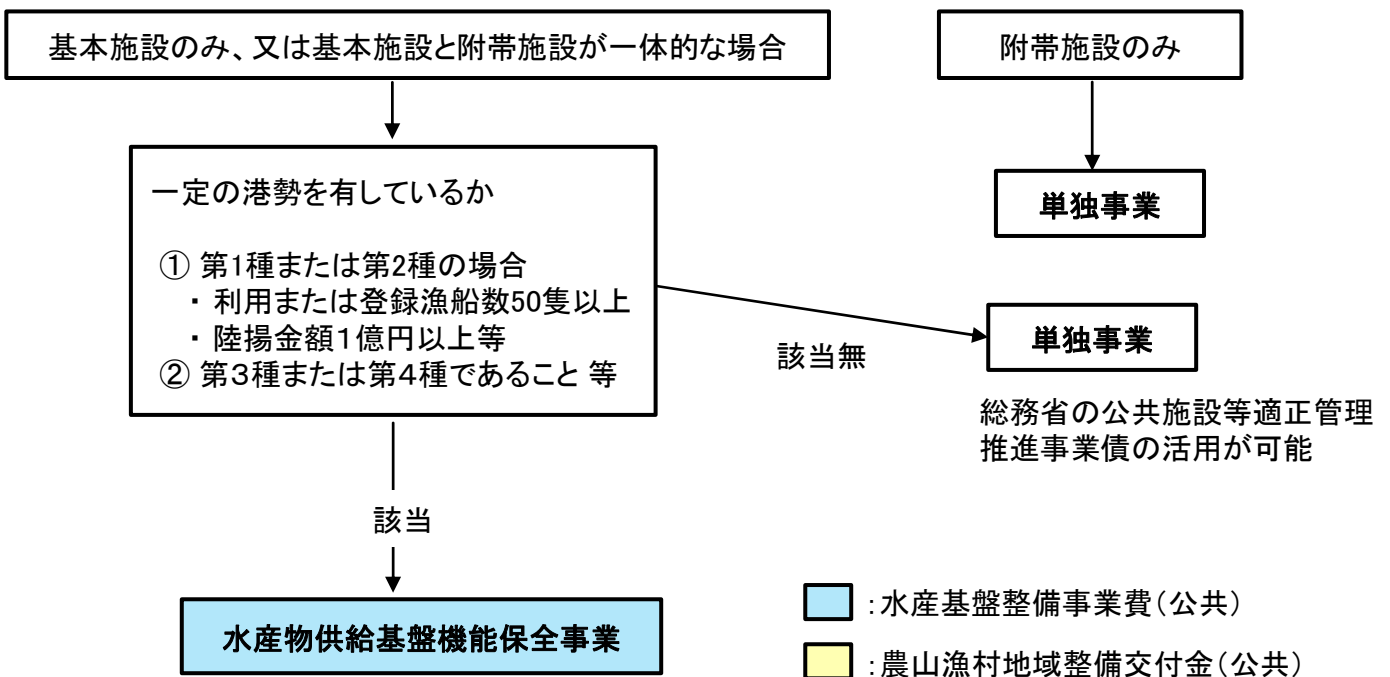 基本施設のみ、又は基本施設と附帯施設が一体的な場合
附帯施設のみ
一定の港勢を有しているか
① 第1種または第2種の場合
・ 利用または登録漁船数50隻以上
・ 陸揚金額1億円以上等
② 第3種または第4種であること 等
単独事業
該当無
単独事業
総務省の公共施設等適正管理
推進事業債の活用が可能
該当
水産物供給基盤機能保全事業
:水産基盤整備事業費(公共)
:農山漁村地域整備交付金(公共)